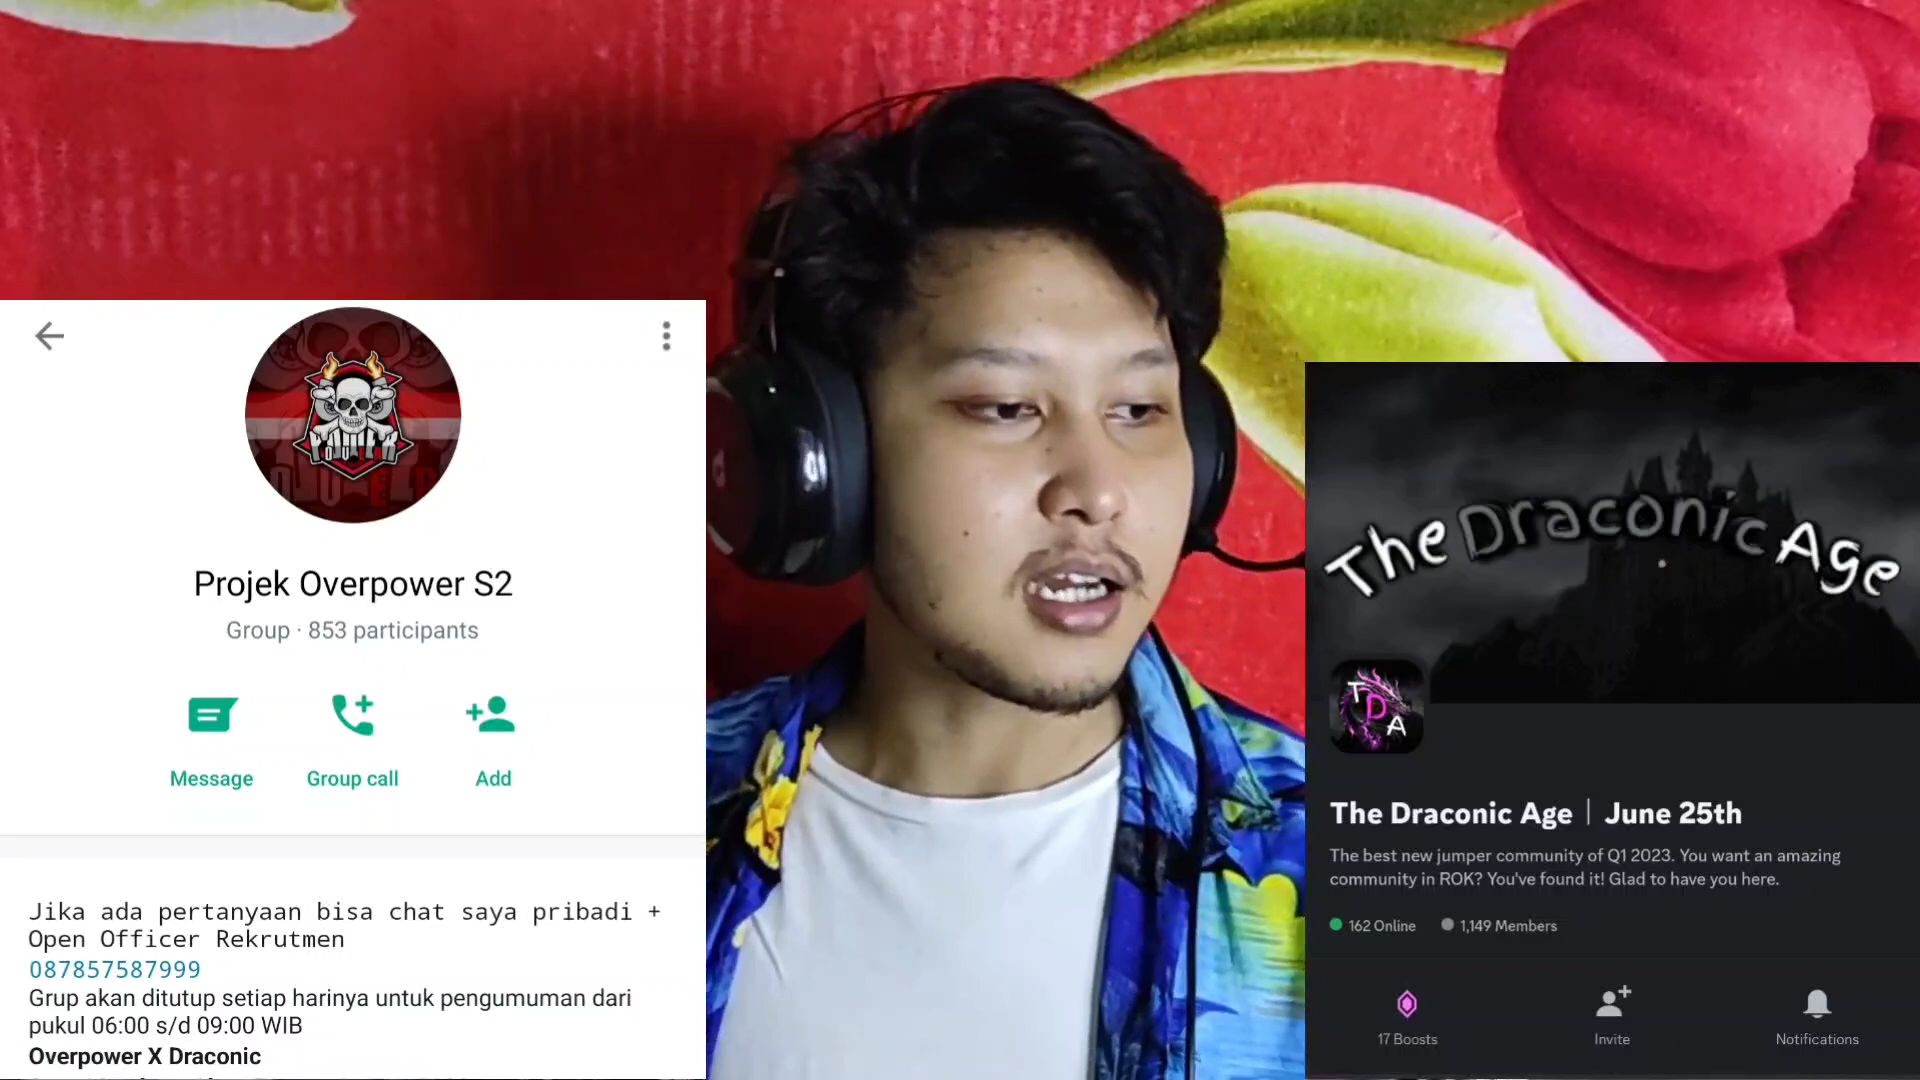 Projek Overpower S2
Group · 853 participants
Message
Group call
Add
Jika ada pertanyaan bisa chat saya pribadi +
Open Officer Rekrutmen
087857587999
Grup akan ditutup setiap harinya untuk pengumuman dari
pukul 06:00 s/d 09:00 WIB
Overpower X Draconic
The Draconic Age
TDA
The Draconic Age | June 25th
The best new jumper community of Q1 2023. You want an amazing
community in ROK? You've found it! Glad to have you here.
162 Online
1,149 Members
17 Boosts
Invite
Notifications